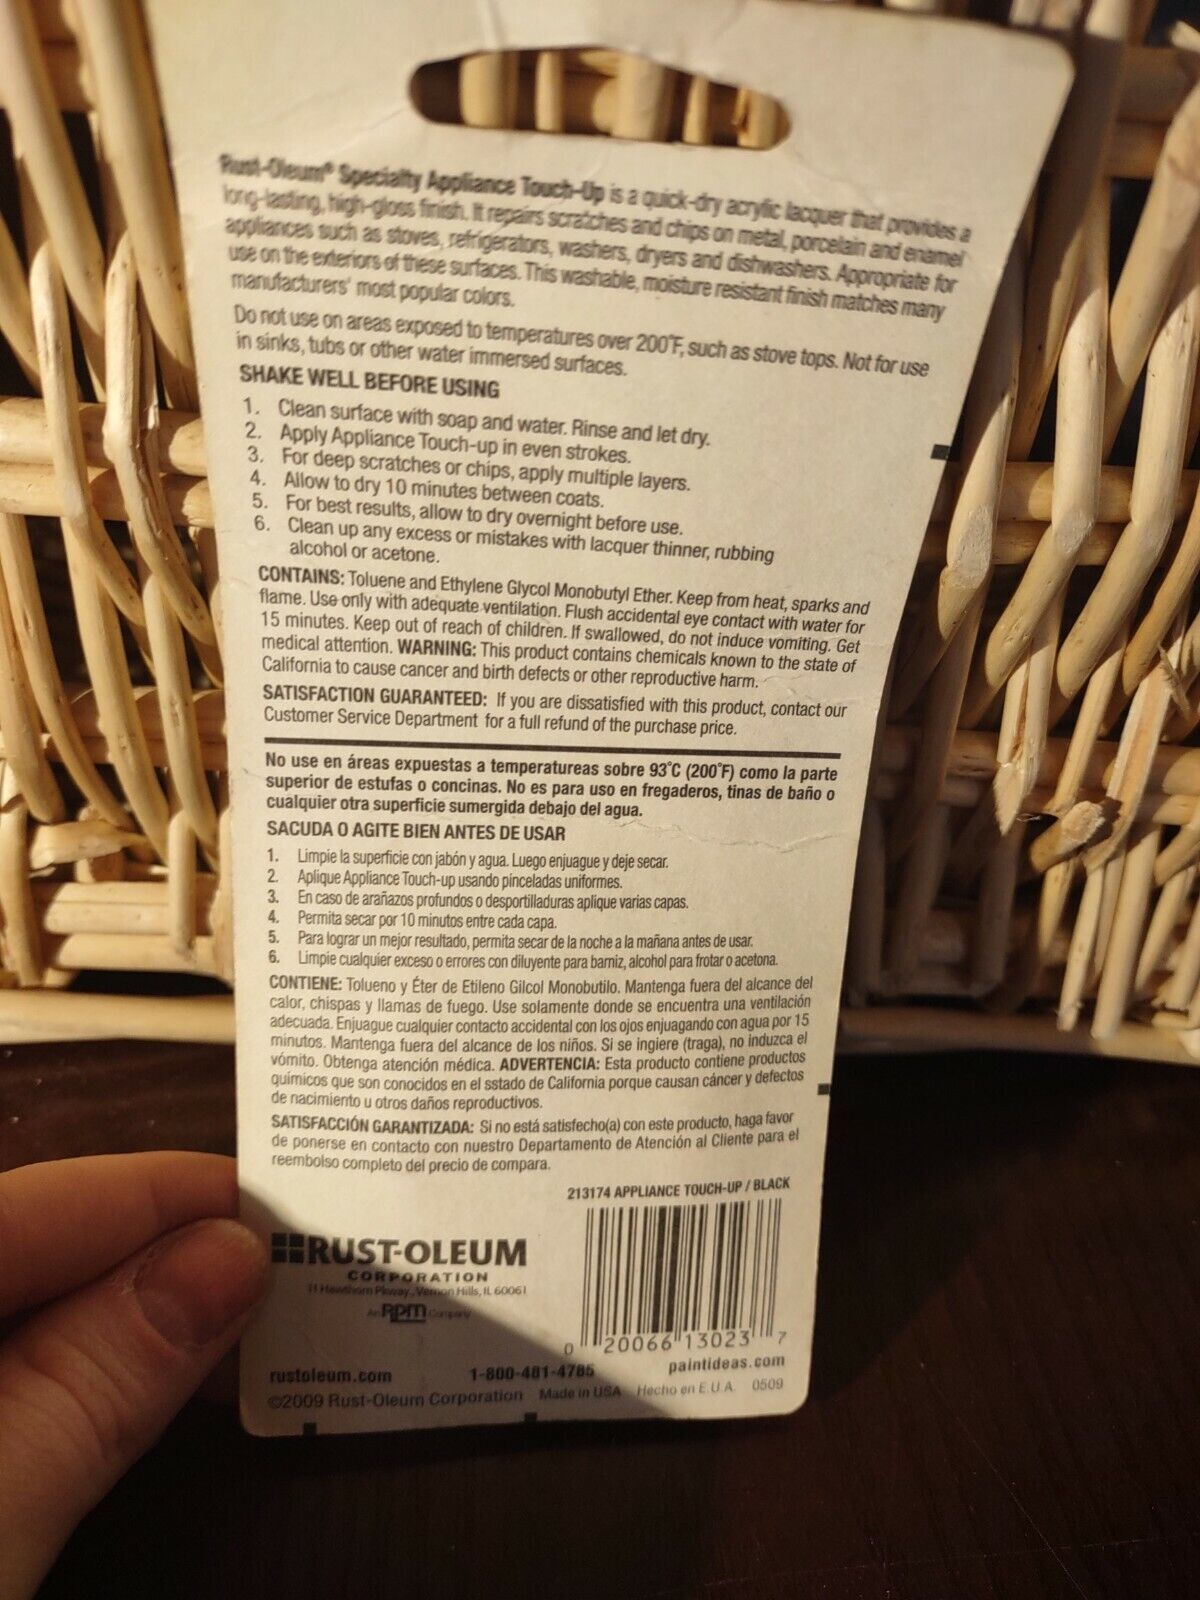 Rust-Oleum® Specialty Appliance Touch-Up is a quick-dry acrylic lacquer that provides a
long-lasting, high-gloss finish. It repairs scratches and chips on metal, porcelain and enamel
appliances such as stoves, refrigerators, washers, dryers and dishwashers. Appropriate for
use on the exteriors of these surfaces. This washable, moisture resistant finish matches many
manufacturers' most popular colors.
Do not use on areas exposed to temperatures over 200°F, such as stove tops. Not for use
in sinks, tubs or other water immersed surfaces.
SHAKE WELL BEFORE USING
1. Clean surface with soap and water. Rinse and let dry.
2. Apply Appliance Touch-up in even strokes.
3. For deep scratches or chips, apply multiple layers.
4. Allow to dry 10 minutes between coats.
5. For best results, allow to dry overnight before use.
6. Clean up any excess or mistakes with lacquer thinner, rubbing
alcohol or acetone.
CONTAINS: Toluene and Ethylene Glycol Monobutyl Ether. Keep from heat, sparks and
flame. Use only with adequate ventilation. Flush accidental eye contact with water for
15 minutes. Keep out of reach of children. If swallowed, do not induce vomiting. Get
medical attention. WARNING: This product contains chemicals known to the state of
California to cause cancer and birth defects or other reproductive harm.
SATISFACTION GUARANTEED: If you are dissatisfied with this product, contact our
Customer Service Department for a full refund of the purchase price.
No use en áreas expuestas a temperatureas sobre 93°C (200°F) como la parte
superior de estufas o concinas. No es para uso en fregaderos, tinas de baño o
cualquier otra superficie sumergida debajo del agua.
SACUDA O AGITE BIEN ANTES DE USAR
1. Limpie la superficie con jabón y agua. Luego enjuague y deje secar.
2. Aplique Appliance Touch-up usando pinceladas uniformes.
3. En caso de arañazos profundos o desportilladuras aplique varias capas.
4. Permita secar por 10 minutos entre cada capa.
5. Para lograr un mejor resultado, permita secar de la noche a la mañana antes de usar.
6. Limpie cualquier exceso o errores con diluyente para barniz, alcohol para frotar o acetona.
CONTIENE: Tolueno y Éter de Etileno Gilcol Monobutilo. Mantenga fuera del alcance del
calor, chispas y llamas de fuego. Use solamente donde se encuentra una ventilación
adecuada. Enjuague cualquier contacto accidental con los ojos enjuagando con agua por 15
minutos. Mantenga fuera del alcance de los niños. Si se ingiere (traga), no induzca el
vómito. Obtenga atención médica. ADVERTENCIA: Esta producto contiene productos
químicos que son conocidos en el sstado de California porque causan cáncer y defectos
de nacimiento u otros daños reproductivos.
SATISFACCIÓN GARANTIZADA: Si no está satisfecho(a) con este producto, haga favor
de ponerse en contacto con nuestro Departamento de Atención al Cliente para el
reembolso completo del precio de compara.
213174 APPLIANCE TOUCH-UP / BLACK
RUST-OLEUM
CORPORATION
11 Hawthorn Pkway., Vernon Hills, IL 60061
An RPM Company
0 20066 13023 7
rustoleum.com 1-800-481-4785 paintideas.com
©2009 Rust-Oleum Corporation Made in USA Hecho en E.U.A. 0509